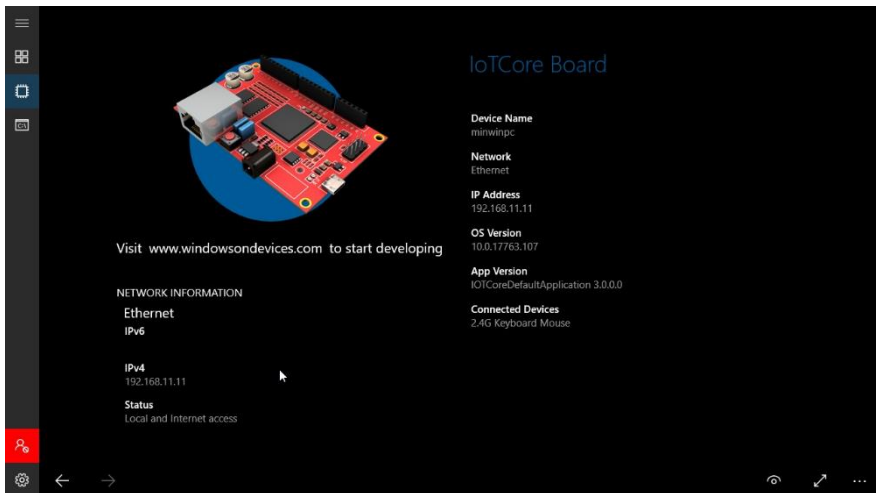 IoTCore Board
Device Name
minwinpc
Network
Ethernet
IP Address
192.168.11.11
OS Version
10.0.17763.107
App Version
IOTCoreDefaultApplication 3.0.0.0
Connected Devices
2.4G Keyboard Mouse
Visit www.windowsondevices.com to start developing
NETWORK INFORMATION
Ethernet
IPv6
IPv4
192.168.11.11
Status
Local and Internet access